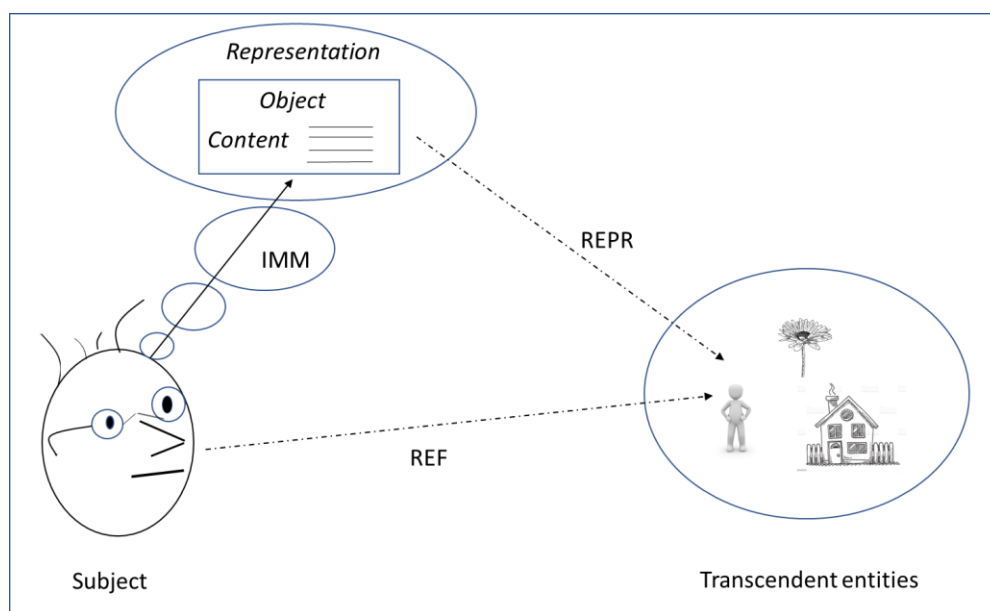 Representation
Object
Content
IMM
REPR
REF
Subject
Transcendent entities